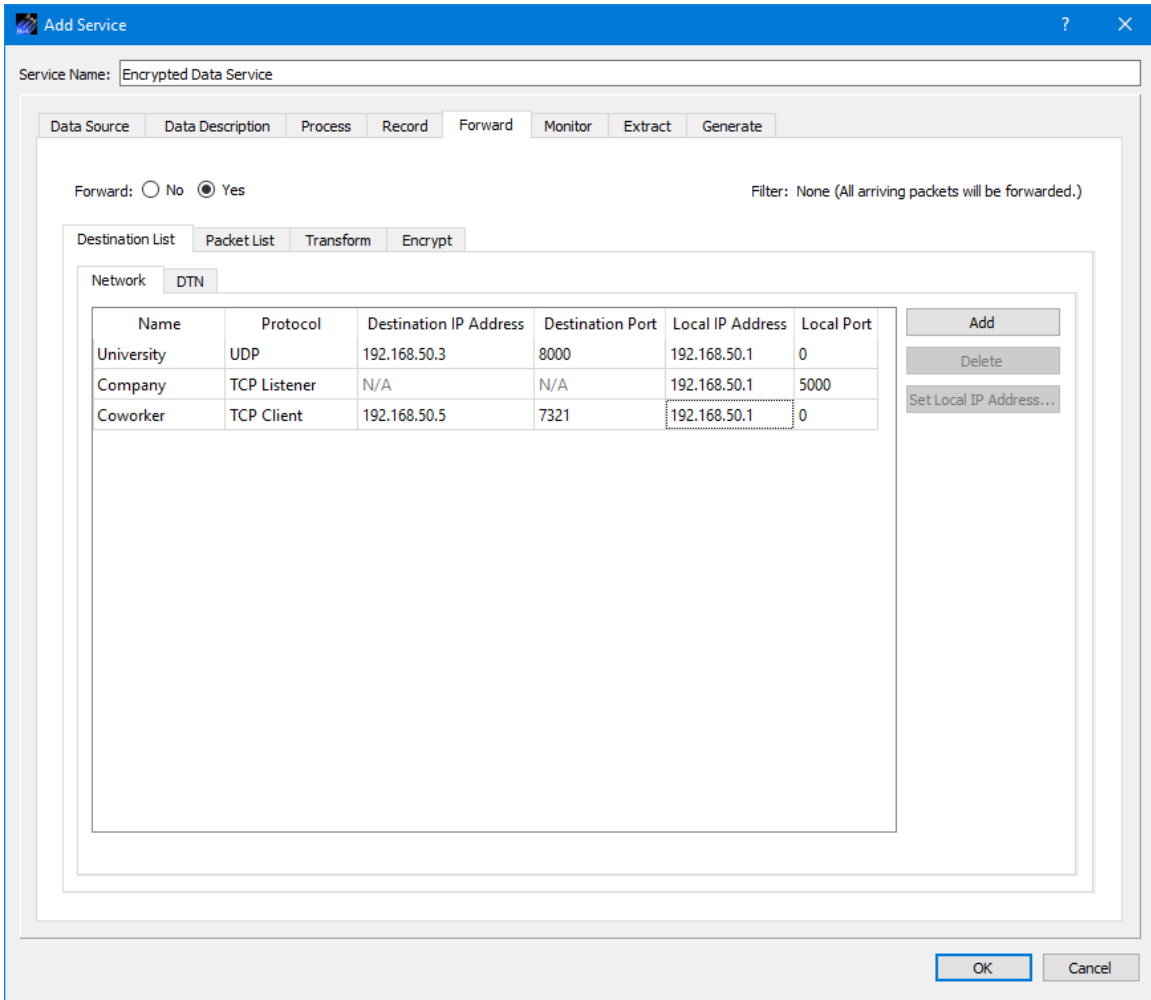 Add Service
?
Service Name: Encrypted Data Service
Data Source Data Description Process Record Forward Monitor Extract Generate
Forward: No Yes Filter: None (All arriving packets will be forwarded.)
Destination List Packet List Transform Encrypt
Network DTN
Name Protocol Destination IP Address Destination Port Local IP Address Local Port Add
University UDP 192.168.50.3 8000 192.168.50.1 0 Delete
Company TCP Listener N/A N/A 192.168.50.1 5000 Set Local IP Address...
Coworker TCP Client 192.168.50.5 7321 192.168.50.1 0
OK Cancel